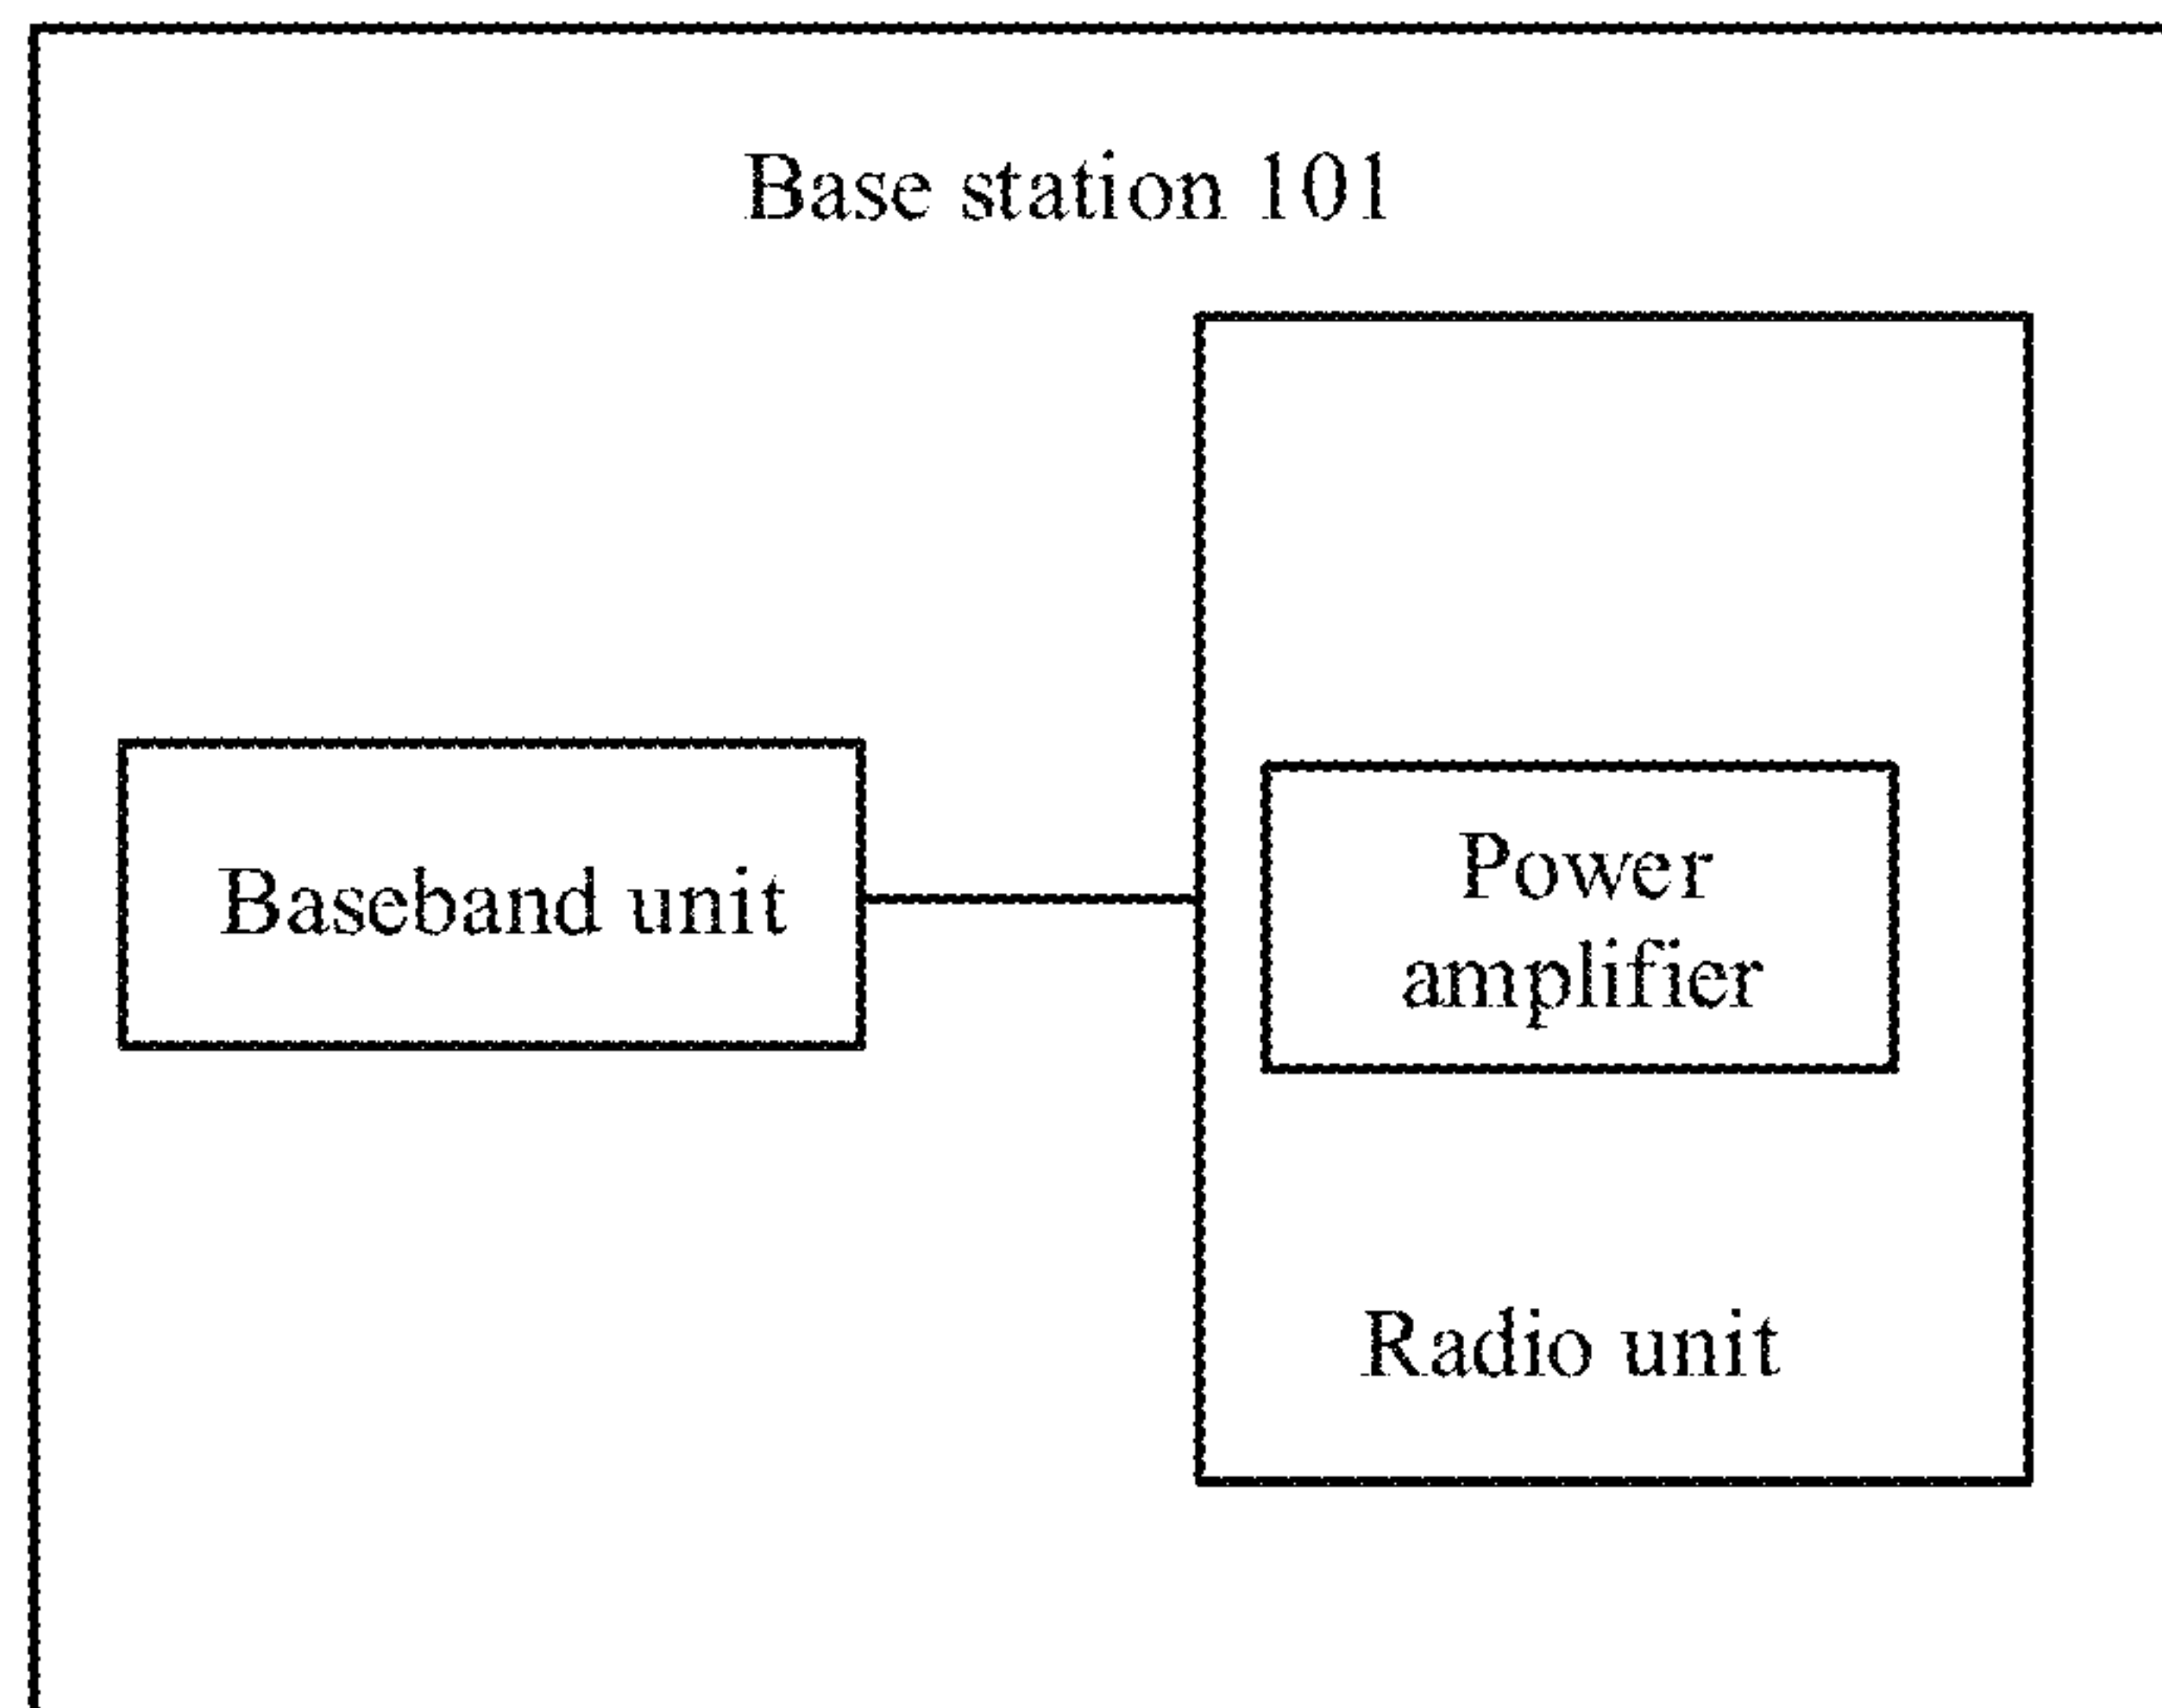 Base station 101
Baseband unit
Power
amplifier
Radio unit